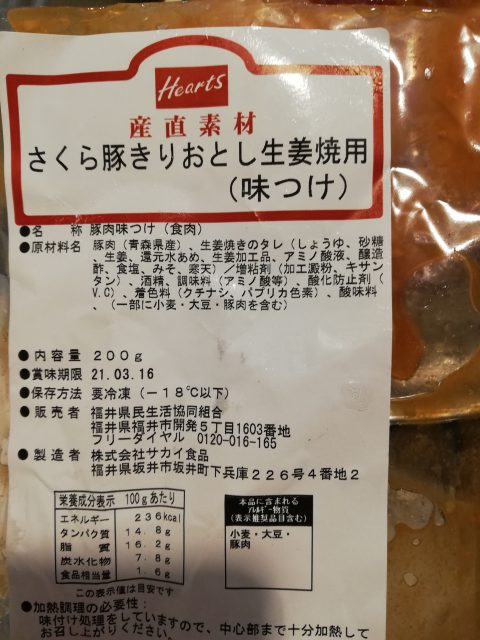 Hearts
産直素材
さくら豚きりおとし生姜焼用
(味つけ)
●名　称 豚肉味つけ(食肉)
●原材料名 豚肉(青森県産)、生姜焼きのタレ(しょうゆ、砂糖
、生姜、還元水あめ、生姜加工品、アミノ酸液、醸造
酢、食塩、みそ、寒天)／増粘剤(加工澱粉、キサン
タン)、酒精、調味料(アミノ酸等)、酸化防止剤(
V.C)、着色料(クチナシ、パプリカ色素)、酸味料
、(一部に小麦・大豆・豚肉を含む)
●内容量 200g
●賞味期限 21.03.16
●保存方法 要冷凍(－18℃以下)
●販売者 福井県民生活協同組合
福井県福井市開発5丁目1603番地
フリーダイヤル 0120-016-165
●製造者 株式会社サカイ食品
福井県坂井市坂井町下兵庫226号4番地2
栄養成分表示 100gあたり
エネルギー 236kcal
タンパク質 14.8g
脂質 16.2g
炭水化物 7.8g
食品相当量 1.6g
この表示値は目安です
本品に含まれる
ｱﾚﾙｷﾞｰ物質
(表示推奨品目含む)
小麦・大豆・
豚肉
●加熱調理の必要性：
味付け処理をしていますので、中心部まで十分加熱して
お召し上がりください。